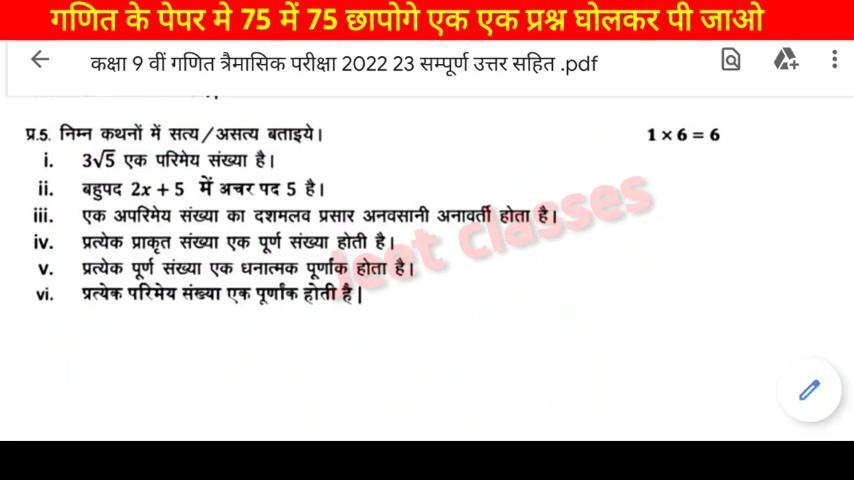 गणित के पेपर मे 75 में 75 छापोगे एक एक प्रश्न घोलकर पी जाओ
कक्षा 9 वीं गणित त्रैमासिक परीक्षा 2022 23 सम्पूर्ण उत्तर सहित .pdf
प्र.5. निम्न कथनों में सत्य/असत्य बताइये। 1 × 6 = 6
i. 3√5 एक परिमेय संख्या है।
ii. बहुपद 2x + 5 में अचर पद 5 है।
iii. एक अपरिमेय संख्या का दशमलव प्रसार अनवसानी अनावर्ती होता है।
iv. प्रत्येक प्राकृत संख्या एक पूर्ण संख्या होती है।
v. प्रत्येक पूर्ण संख्या एक धनात्मक पूर्णांक होता है।
vi. प्रत्येक परिमेय संख्या एक पूर्णांक होती है|
Jeet classes